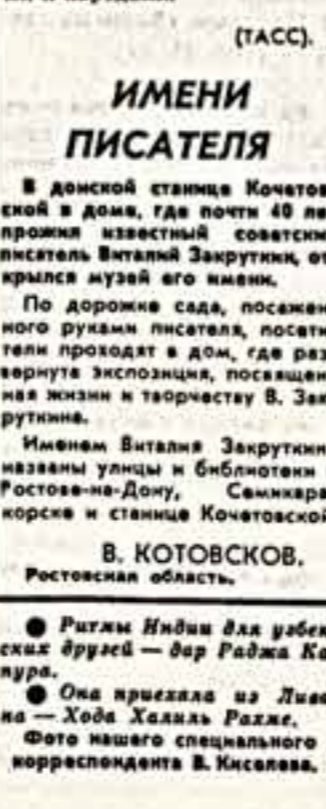 (ТАСС).
ИМЕНИ
ПИСАТЕЛЯ
В донской станице Кочетов
ской в доме, где почти 40 ле
прожил известный советски
писатель Виталий Закруткин, от
крылся музей его имени.
По дорожке сада, посажен
ного руками писателя, посети
тели проходят в дом, где раз
вернута экспозиция, посвящен
ная жизни и творчеству В. Зак
руткина.
Именем Виталия Закруткин
названы улицы и библиотеки
Ростове-на-Дону, Семикара
корске и станице Кочетовской
В. КОТОВСКОВ.
Ростовская область.
● Ритмы Индии для узбек
ских друзей — дар Раджа Ка
пура.
● Она приехала из Лива
на — Хода Халиль Рахме.
Фото нашего специального
корреспондента В. Киселева.